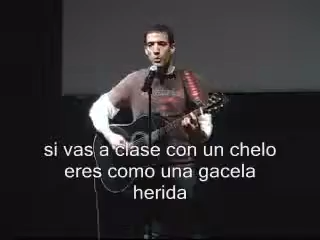 si vas a clase con un chelo
eres como una gacela
herida